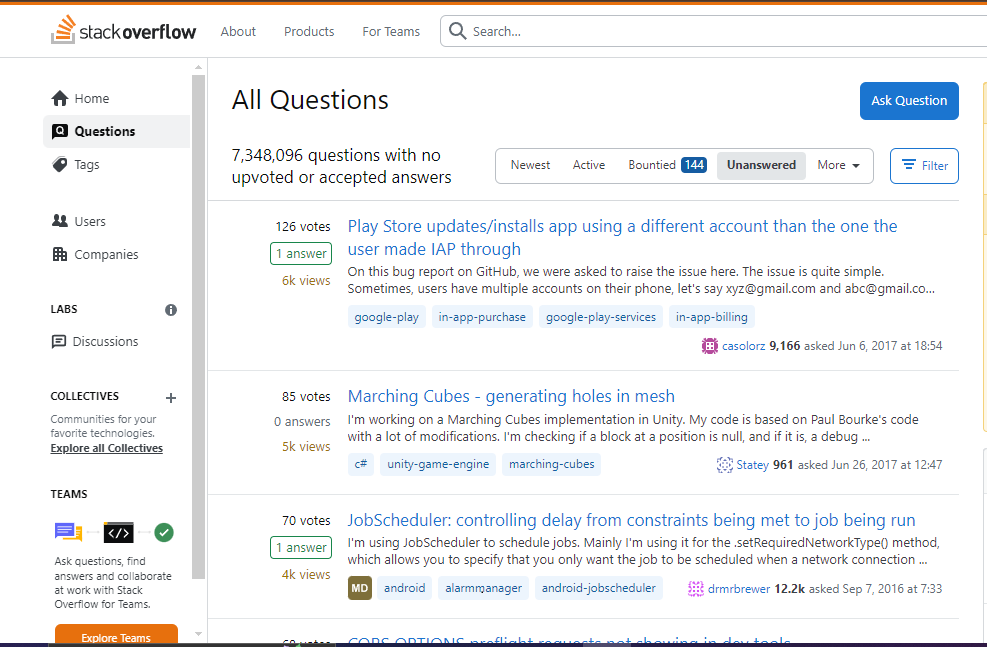 stackoverflow
About
Products
For Teams
Search...
Home
Questions
Tags
Users
Companies
LABS
Discussions
COLLECTIVES
Communities for your
favorite technologies.
Explore all Collectives
TEAMS
Ask questions, find
answers and collaborate
at work with Stack
Overflow for Teams.
Explore Teams
All Questions
Ask Question
7,348,096 questions with no
upvoted or accepted answers
Newest
Active
Bountied 144
Unanswered
More
Filter
126 votes
1 answer
6k views
Play Store updates/installs app using a different account than the one the
user made IAP through
On this bug report on GitHub, we were asked to raise the issue here. The issue is quite simple.
Sometimes, users have multiple accounts on their phone, let's say xyz@gmail.com and abc@gmail.co...
google-play in-app-purchase google-play-services in-app-billing
casolorz 9,166 asked Jun 6, 2017 at 18:54
85 votes
0 answers
5k views
Marching Cubes - generating holes in mesh
I'm working on a Marching Cubes implementation in Unity. My code is based on Paul Bourke's code
with a lot of modifications. I'm checking if a block at a position is null, and if it is, a debug ...
c# unity-game-engine marching-cubes
Statey 961 asked Jun 26, 2017 at 12:47
70 votes
1 answer
4k views
JobScheduler: controlling delay from constraints being met to job being run
I'm using JobScheduler to schedule jobs. Mainly I'm using it for the .setRequiredNetworkType() method,
which allows you to specify that you only want the job to be scheduled when a network connection ...
MD android alarmmanager android-jobscheduler
drmrbrewer 12.2k asked Sep 7, 2016 at 7:33
votes
CORS OPTIONS preflight requests not showing in dev tools